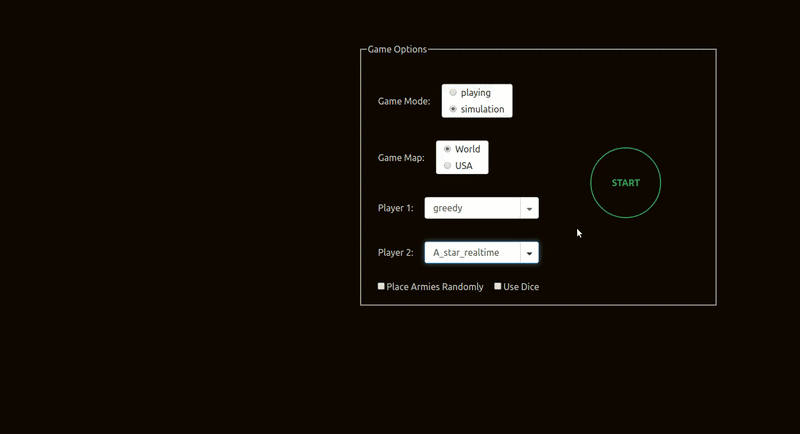 Game Options
Game Mode:
playing
simulation
Game Map:
World
USA
START
Player 1:
greedy
Player 2:
A_star_realtime
Place Armies Randomly
Use Dice